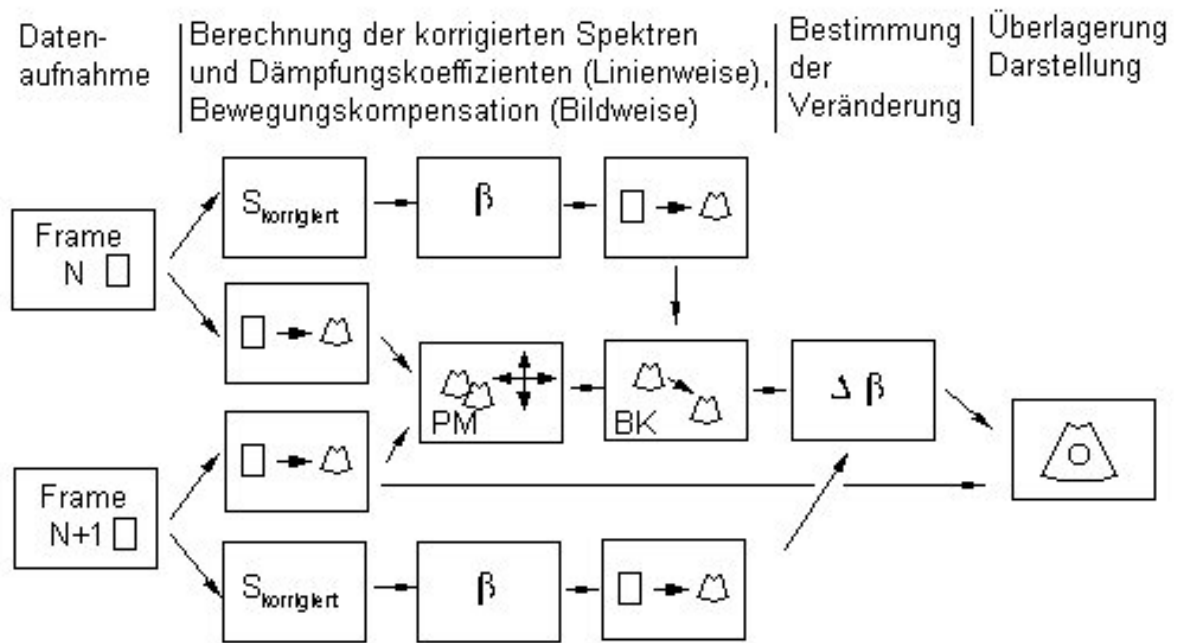 Daten-
aufnahme
Berechnung der korrigierten Spektren
und Dämpfungskoeffizienten (Linienweise),
Bewegungskompensation (Bildweise)
Bestimmung
der
Veränderung
Überlagerung
Darstellung
Frame
N
S korrigiert
β
PM
BK
Δ β
Frame
N+1
S korrigiert
β